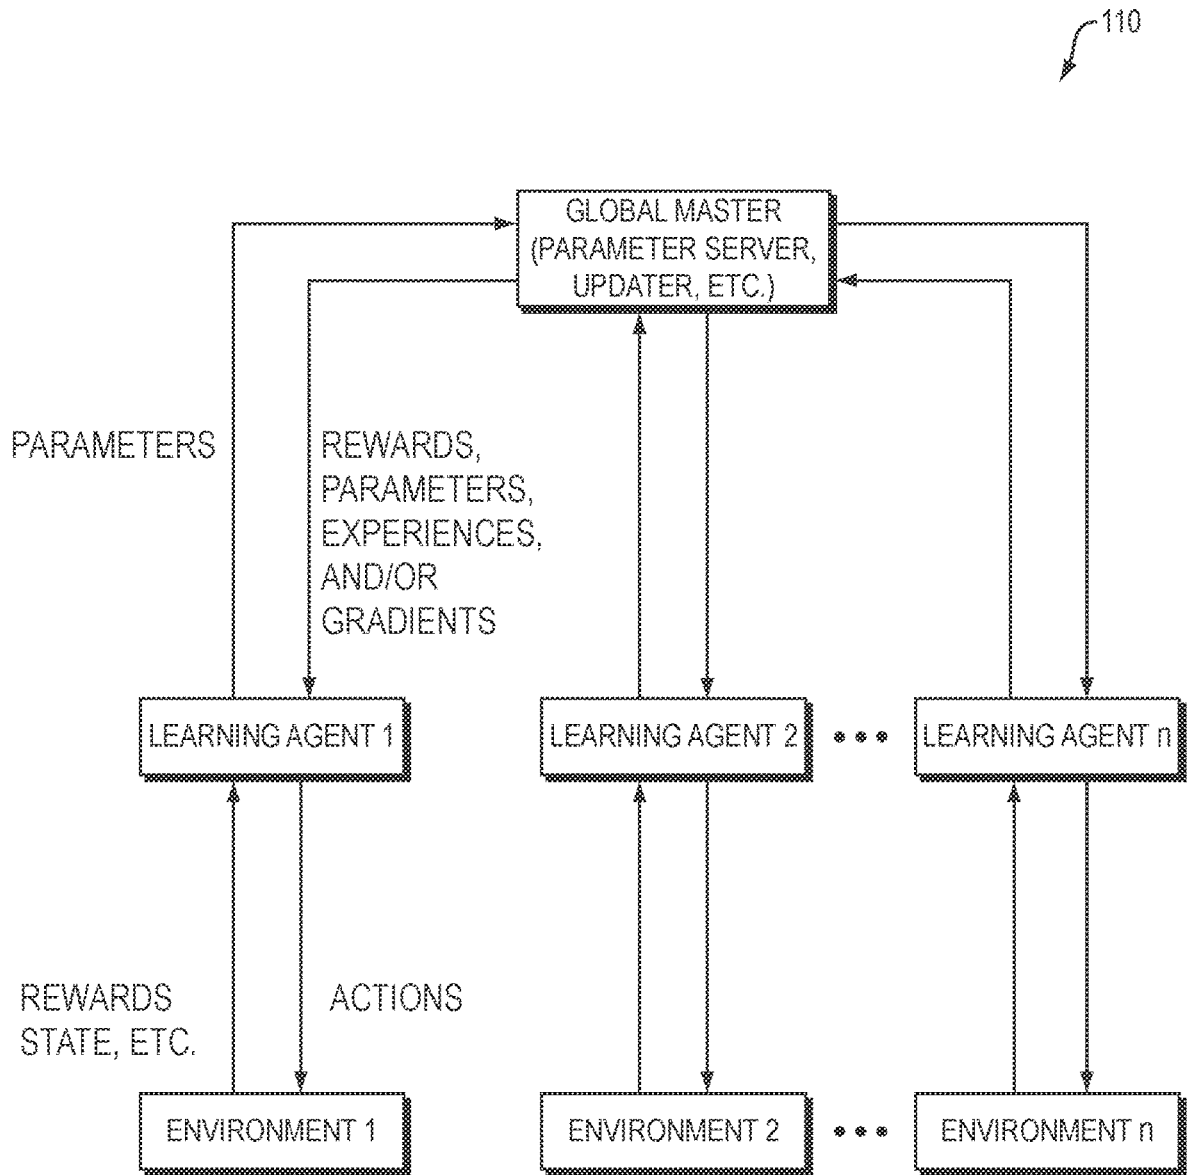 110
GLOBAL MASTER
(PARAMETER SERVER,
UPDATER, ETC.)
PARAMETERS
REWARDS,
PARAMETERS,
EXPERIENCES,
AND/OR
GRADIENTS
LEARNING AGENT 1
LEARNING AGENT 2
LEARNING AGENT n
REWARDS
STATE, ETC.
ACTIONS
ENVIRONMENT 1
ENVIRONMENT 2
ENVIRONMENT n